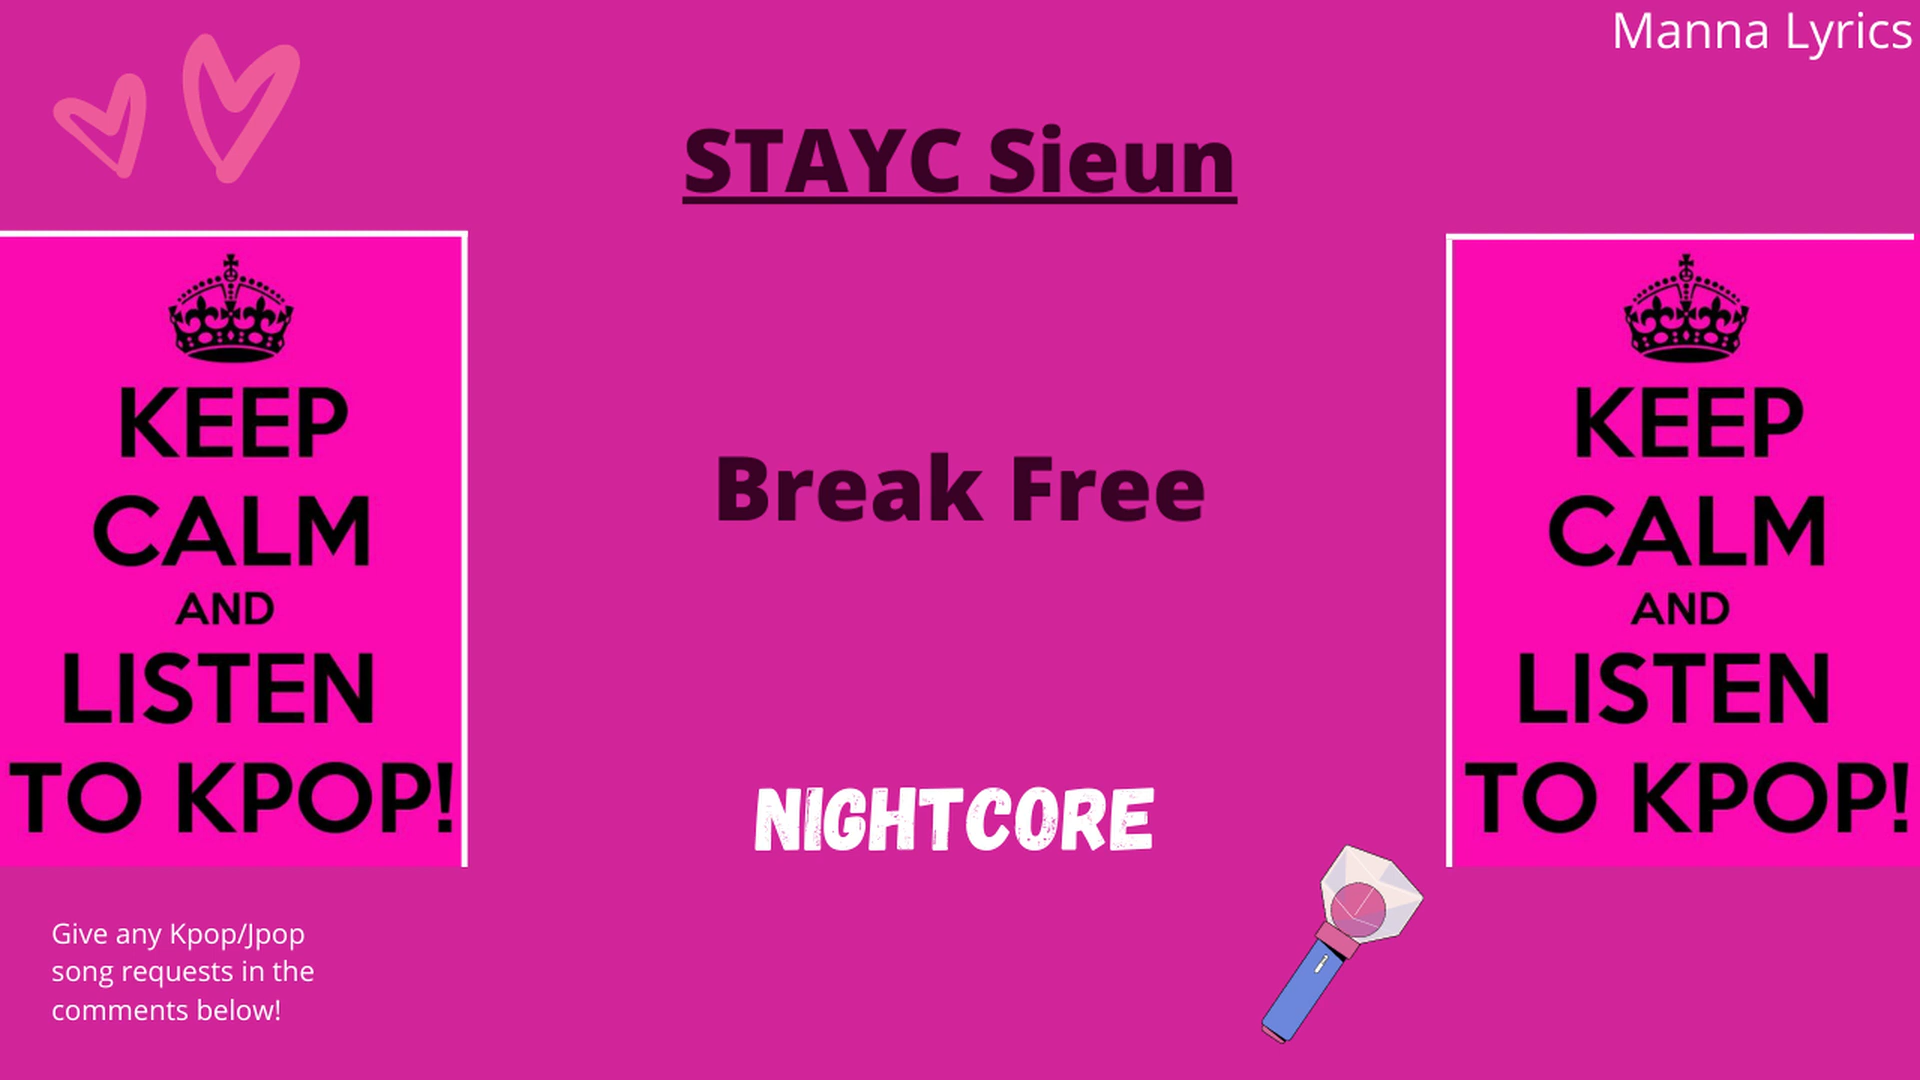 Manna Lyrics
STAYC Sieun
KEEP
CALM
AND
LISTEN
TO KPOP!
Break Free
NIGHTCORE
KEEP
CALM
AND
LISTEN
TO KPOP!
Give any Kpop/Jpop
song requests in the
comments below!